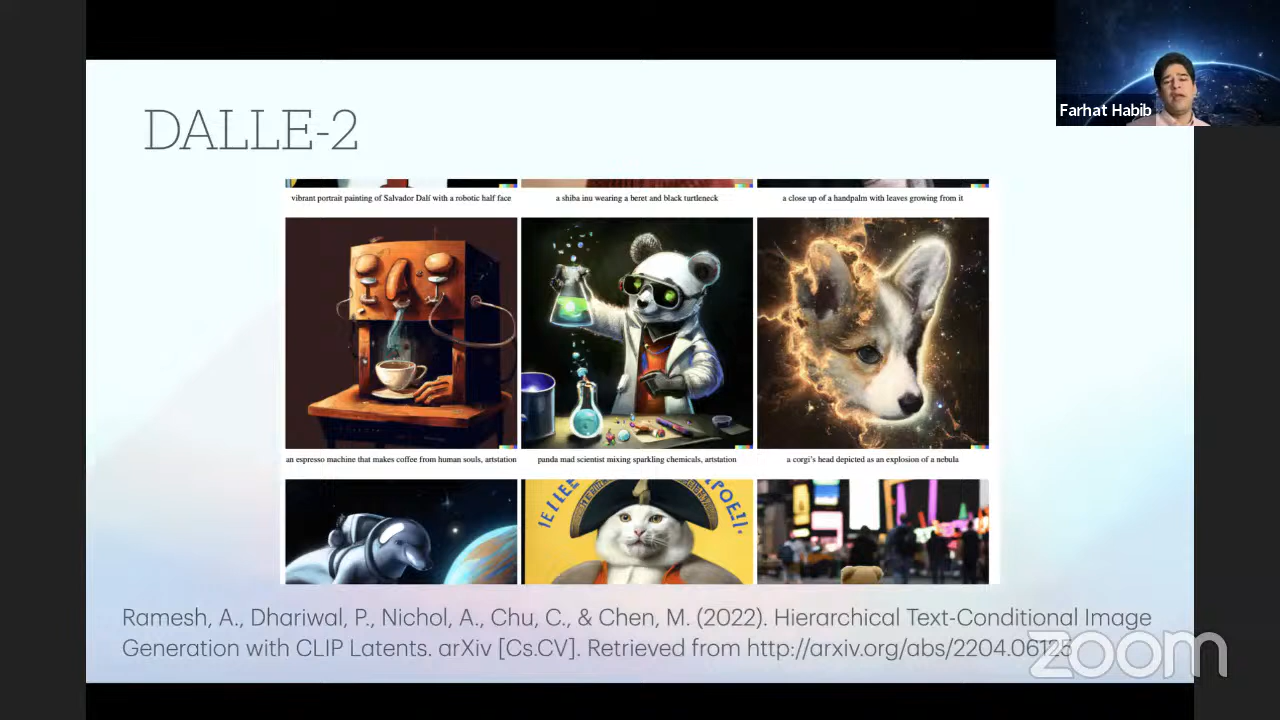 Farhat Habib
DALLE-2
vibrant portrait painting of Salvador Dalí with a robotic half face
a shiba inu wearing a beret and black turtleneck
a close up of a handpalm with leaves growing from it
an espresso machine that makes coffee from human souls, artstation
panda mad scientist mixing sparkling chemicals, artstation
a corgi's head depicted as an explosion of a nebula
Ramesh, A., Dhariwal, P., Nichol, A., Chu, C., & Chen, M. (2022). Hierarchical Text-Conditional Image
Generation with CLIP Latents. arXiv [Cs.CV]. Retrieved from http://arxiv.org/abs/2204.06125
zoom